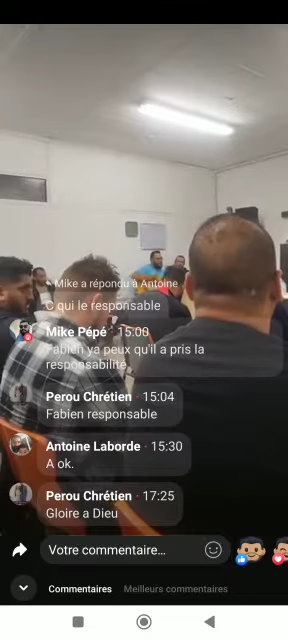 Mike a répondu à Antoine
C qui le responsable
Mike Pépé · 15:00
Fabien ya peux qu'il a pris la
responsabilité
Perou Chrétien · 15:04
Fabien responsable
Antoine Laborde · 15:30
A ok.
Perou Chrétien · 17:25
Gloire a Dieu
Votre commentaire...
Commentaires Meilleurs commentaires